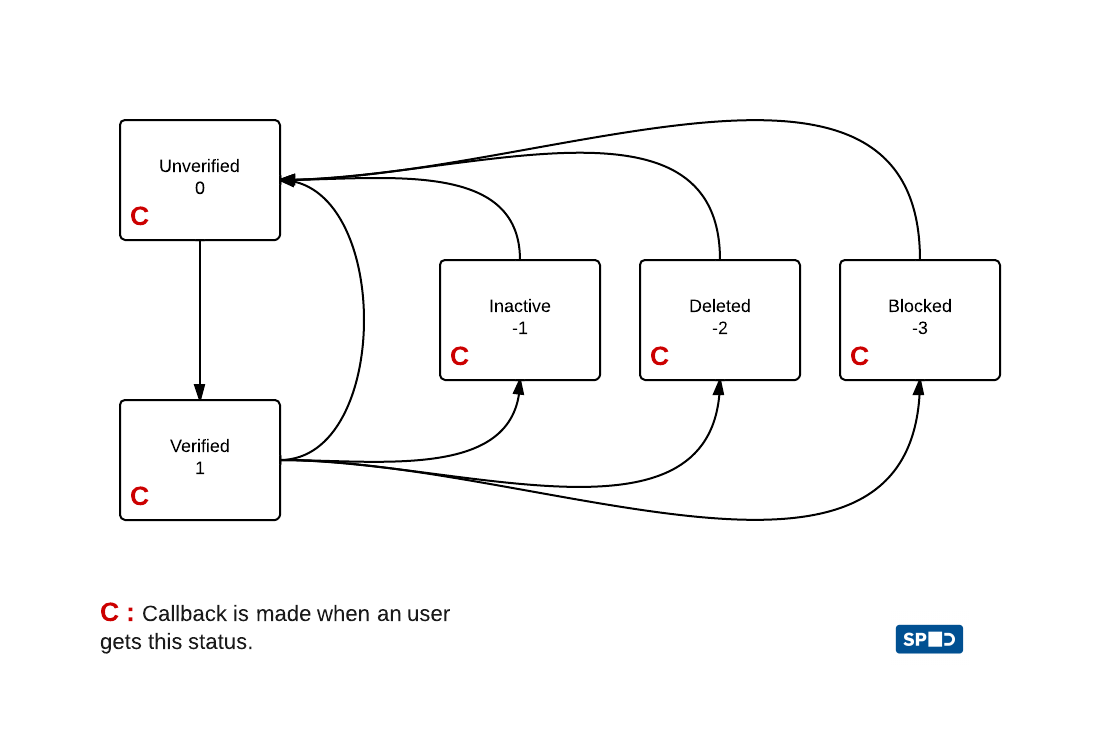 Unverified
0
C
Inactive
-1
C
Deleted
-2
C
Blocked
-3
C
Verified
1
C
C : Callback is made when an user
gets this status.